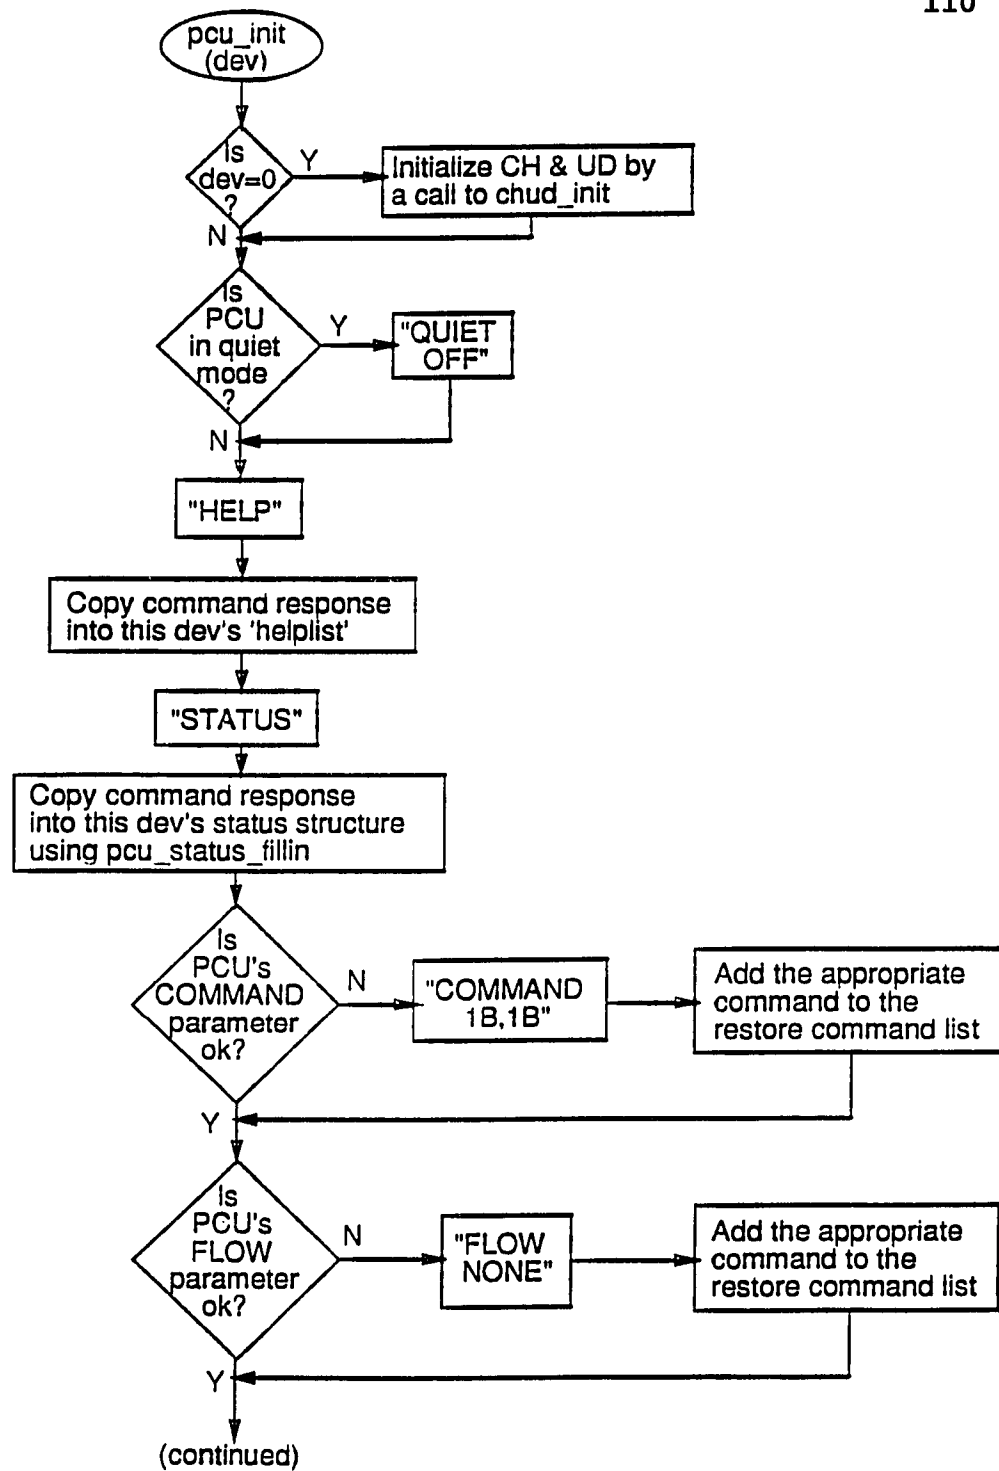 110
pcu_init
(dev)
Is
dev=0
?
Y
Initialize CH & UD by
a call to chud_init
N
Is
PCU
in quiet
mode
?
Y
"QUIET
OFF"
N
"HELP"
Copy command response
into this dev's 'helplist'
"STATUS"
Copy command response
into this dev's status structure
using pcu_status_fillin
Is
PCU's
COMMAND
parameter
ok?
N
"COMMAND
1B,1B"
Add the appropriate
command to the
restore command list
Y
Is
PCU's
FLOW
parameter
ok?
N
"FLOW
NONE"
Add the appropriate
command to the
restore command list
Y
(continued)